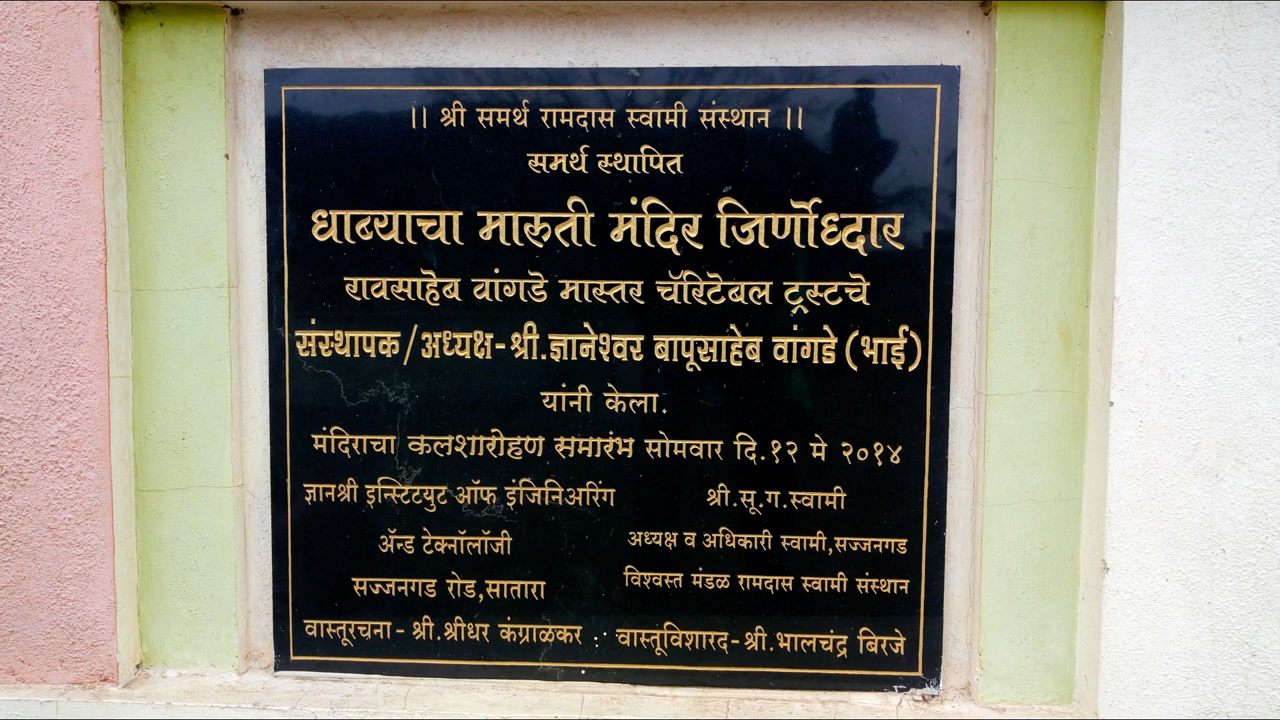 ।। श्री समर्थ रामदास स्वामी संस्थान ।।
समर्थ स्थापित
धाब्याचा मारुती मंदिर जिर्णोध्दार
रावसाहेब वांगडे मास्तर चॅरिटेबल ट्रस्टचे
संस्थापक/अध्यक्ष-श्री.ज्ञानेश्वर बापूसाहेब वांगडे (भाई)
यांनी केला.
मंदिराचा कलशारोहण समारंभ सोमवार दि.१२ मे २०१४
ज्ञानश्री इन्स्टिटयुट ऑफ इंजिनिअरिंग
ॲन्ड टेक्नॉलॉजी
सज्जनगड रोड,सातारा
श्री.सू.ग.स्वामी
अध्यक्ष व अधिकारी स्वामी,सज्जनगड
विश्वस्त मंडळ रामदास स्वामी संस्थान
वास्तूरचना- श्री.श्रीधर कंग्राळकर : वास्तूविशारद-श्री.भालचंद्र बिरजे